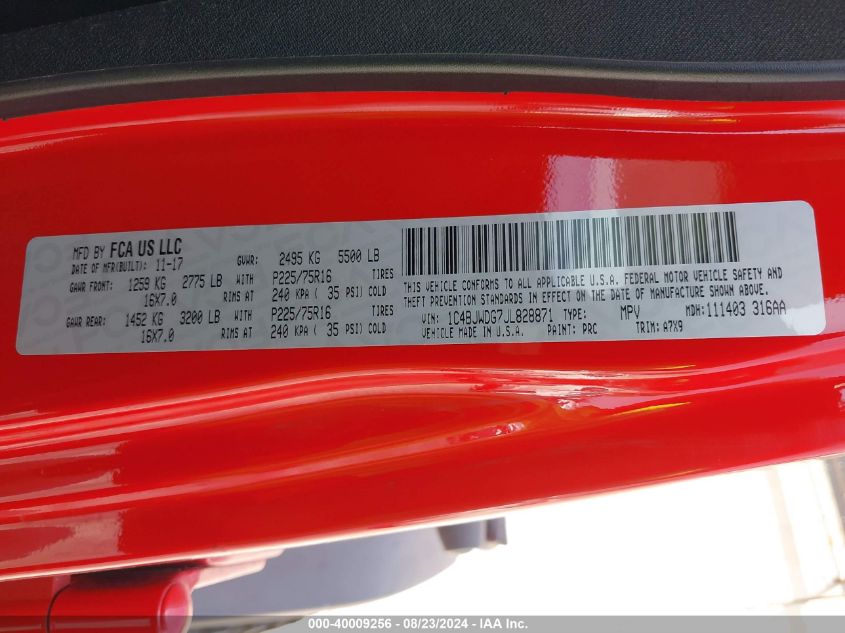 MFD BY FCA US LLC
DATE OF MFR(BUILT): 11-17 GVWR: 2495 KG 5500 LB
GAWR FRONT: 1259 KG 2775 LB WITH P225/75R16 TIRES
16X7.0 RIMS AT 240 KPA ( 35 PSI) COLD
GAWR REAR: 1452 KG 3200 LB WITH P225/75R16 TIRES
16X7.0 RIMS AT 240 KPA ( 35 PSI) COLD
THIS VEHICLE CONFORMS TO ALL APPLICABLE U.S.A. FEDERAL MOTOR VEHICLE SAFETY AND
THEFT PREVENTION STANDARDS IN EFFECT ON THE DATE OF MANUFACTURE SHOWN ABOVE.
VIN: 1C4BJWDG7JL828871 TYPE: MPV MDH: 111403 316AA
VEHICLE MADE IN U.S.A. PAINT: PRC TRIM: A7X9
000-40009256 - 08/23/2024 - IAA Inc.